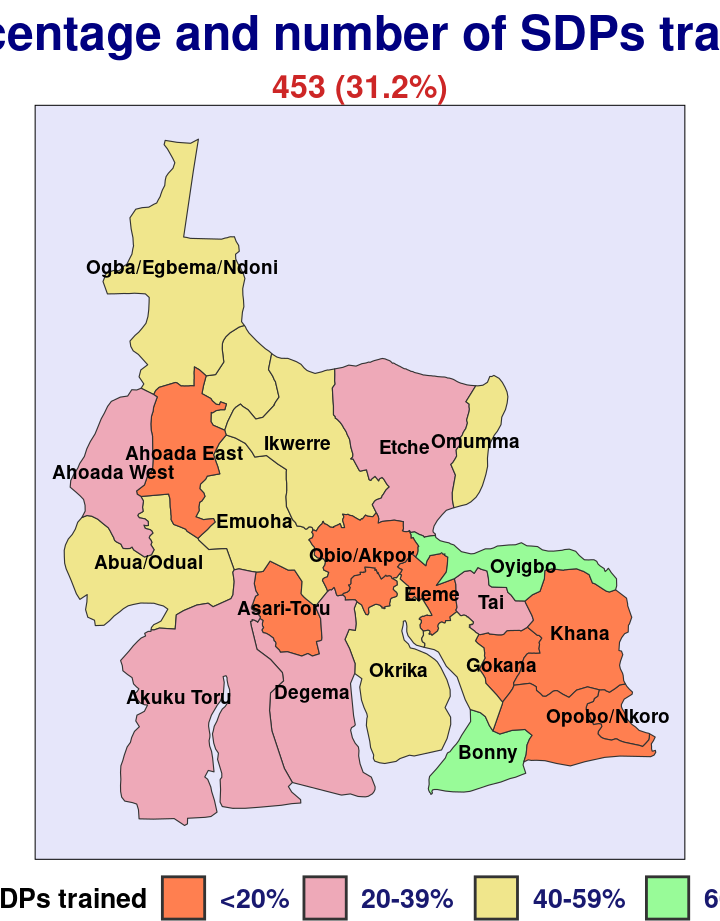 centage and number of SDPs tra
453 (31.2%)
Ogba/Egbema/Ndoni
Ikwerre
Etche
Omumma
Ahoada East
Ahoada West
Emuoha
Obio/Akpor
Abua/Odual
Oyigbo
Eleme
Tai
Asari-Toru
Khana
Gokana
Okrika
Degema
Akuku Toru
Opobo/Nkoro
Bonny
DPs trained <20% 20-39% 40-59% 6